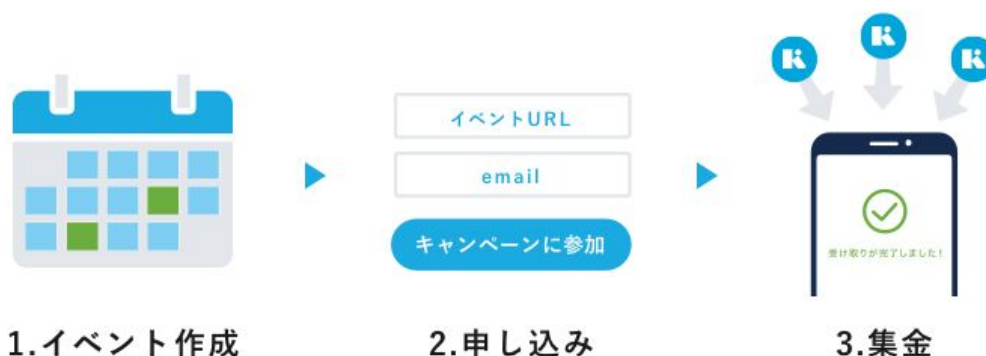 イベントURL
email
キャンペーンに参加
受け取りが完了しました！
1.イベント作成
2.申し込み
3.集金